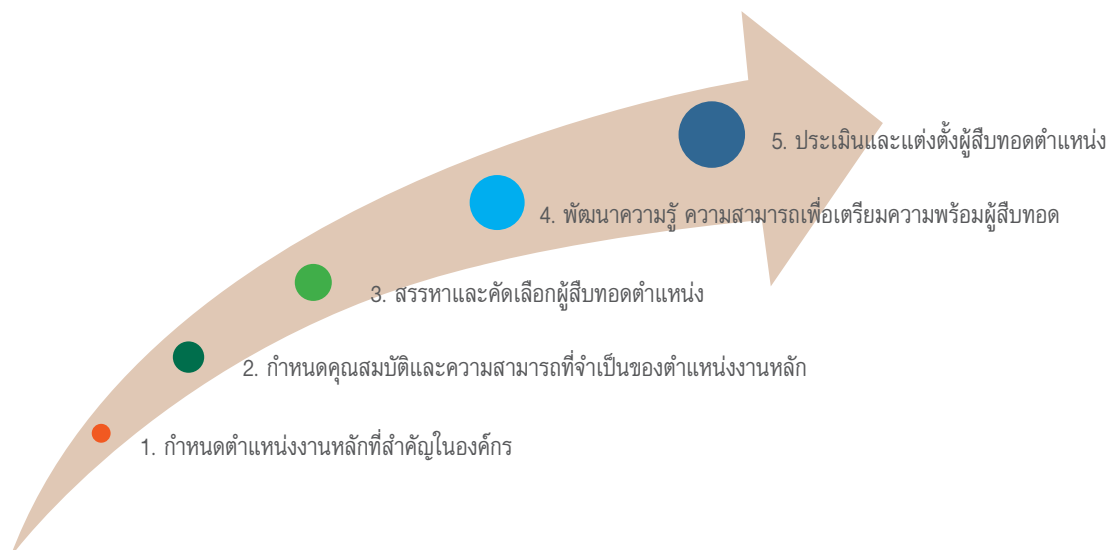 5. ประเมินและแต่งตั้งผู้สืบทอดตำแหน่ง
4. พัฒนาความรู้ ความสามารถเพื่อเตรียมความพร้อมผู้สืบทอด
3. สรรหาและคัดเลือกผู้สืบทอดตำแหน่ง
2. กำหนดคุณสมบัติและความสามารถที่จำเป็นของตำแหน่งงานหลัก
1. กำหนดตำแหน่งงานหลักที่สำคัญในองค์กร